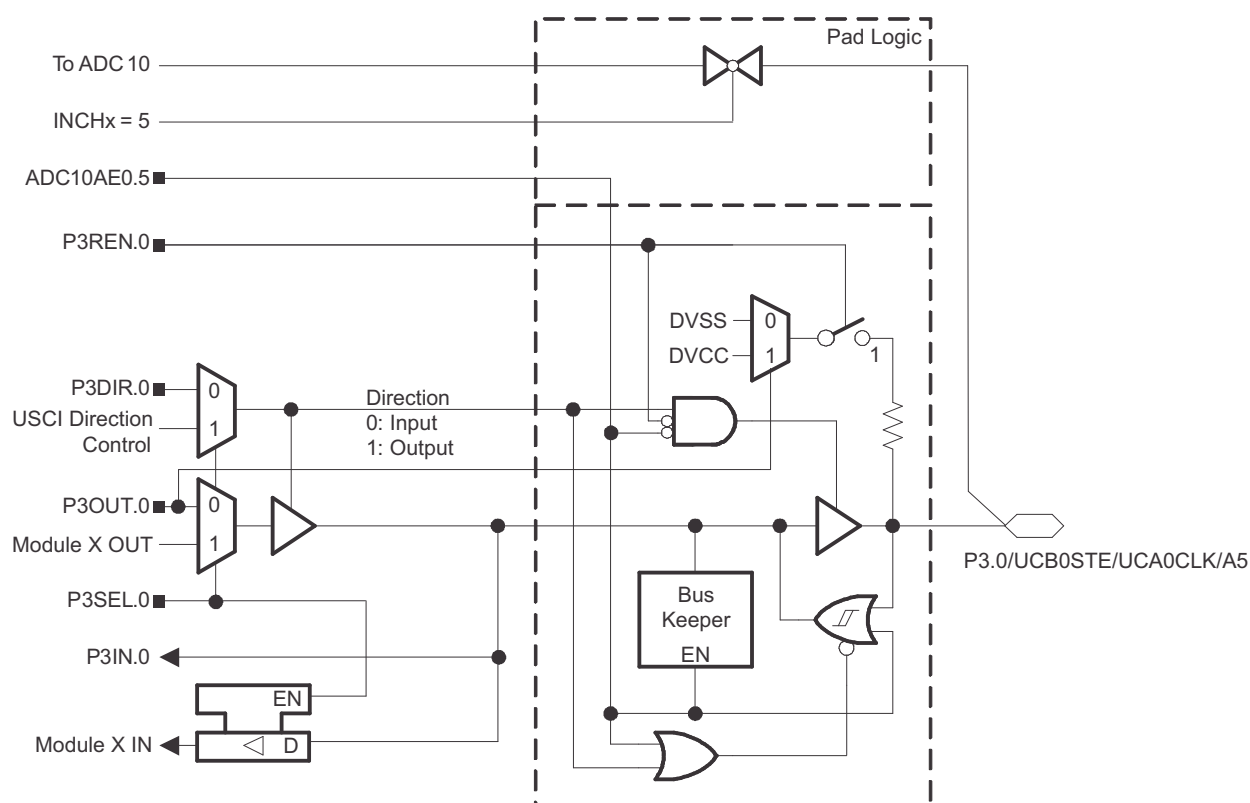 Pad Logic
To ADC 10
INCHx = 5
ADC10AE0.5
P3REN.0
DVSS
0
DVCC
1
1
P3DIR.0
0
USCI Direction
Control
1
Direction
0: Input
1: Output
P3OUT.0
0
Module X OUT
1
P3SEL.0
P3IN.0
Bus
Keeper
EN
P3.0/UCB0STE/UCA0CLK/A5
EN
Module X IN
D